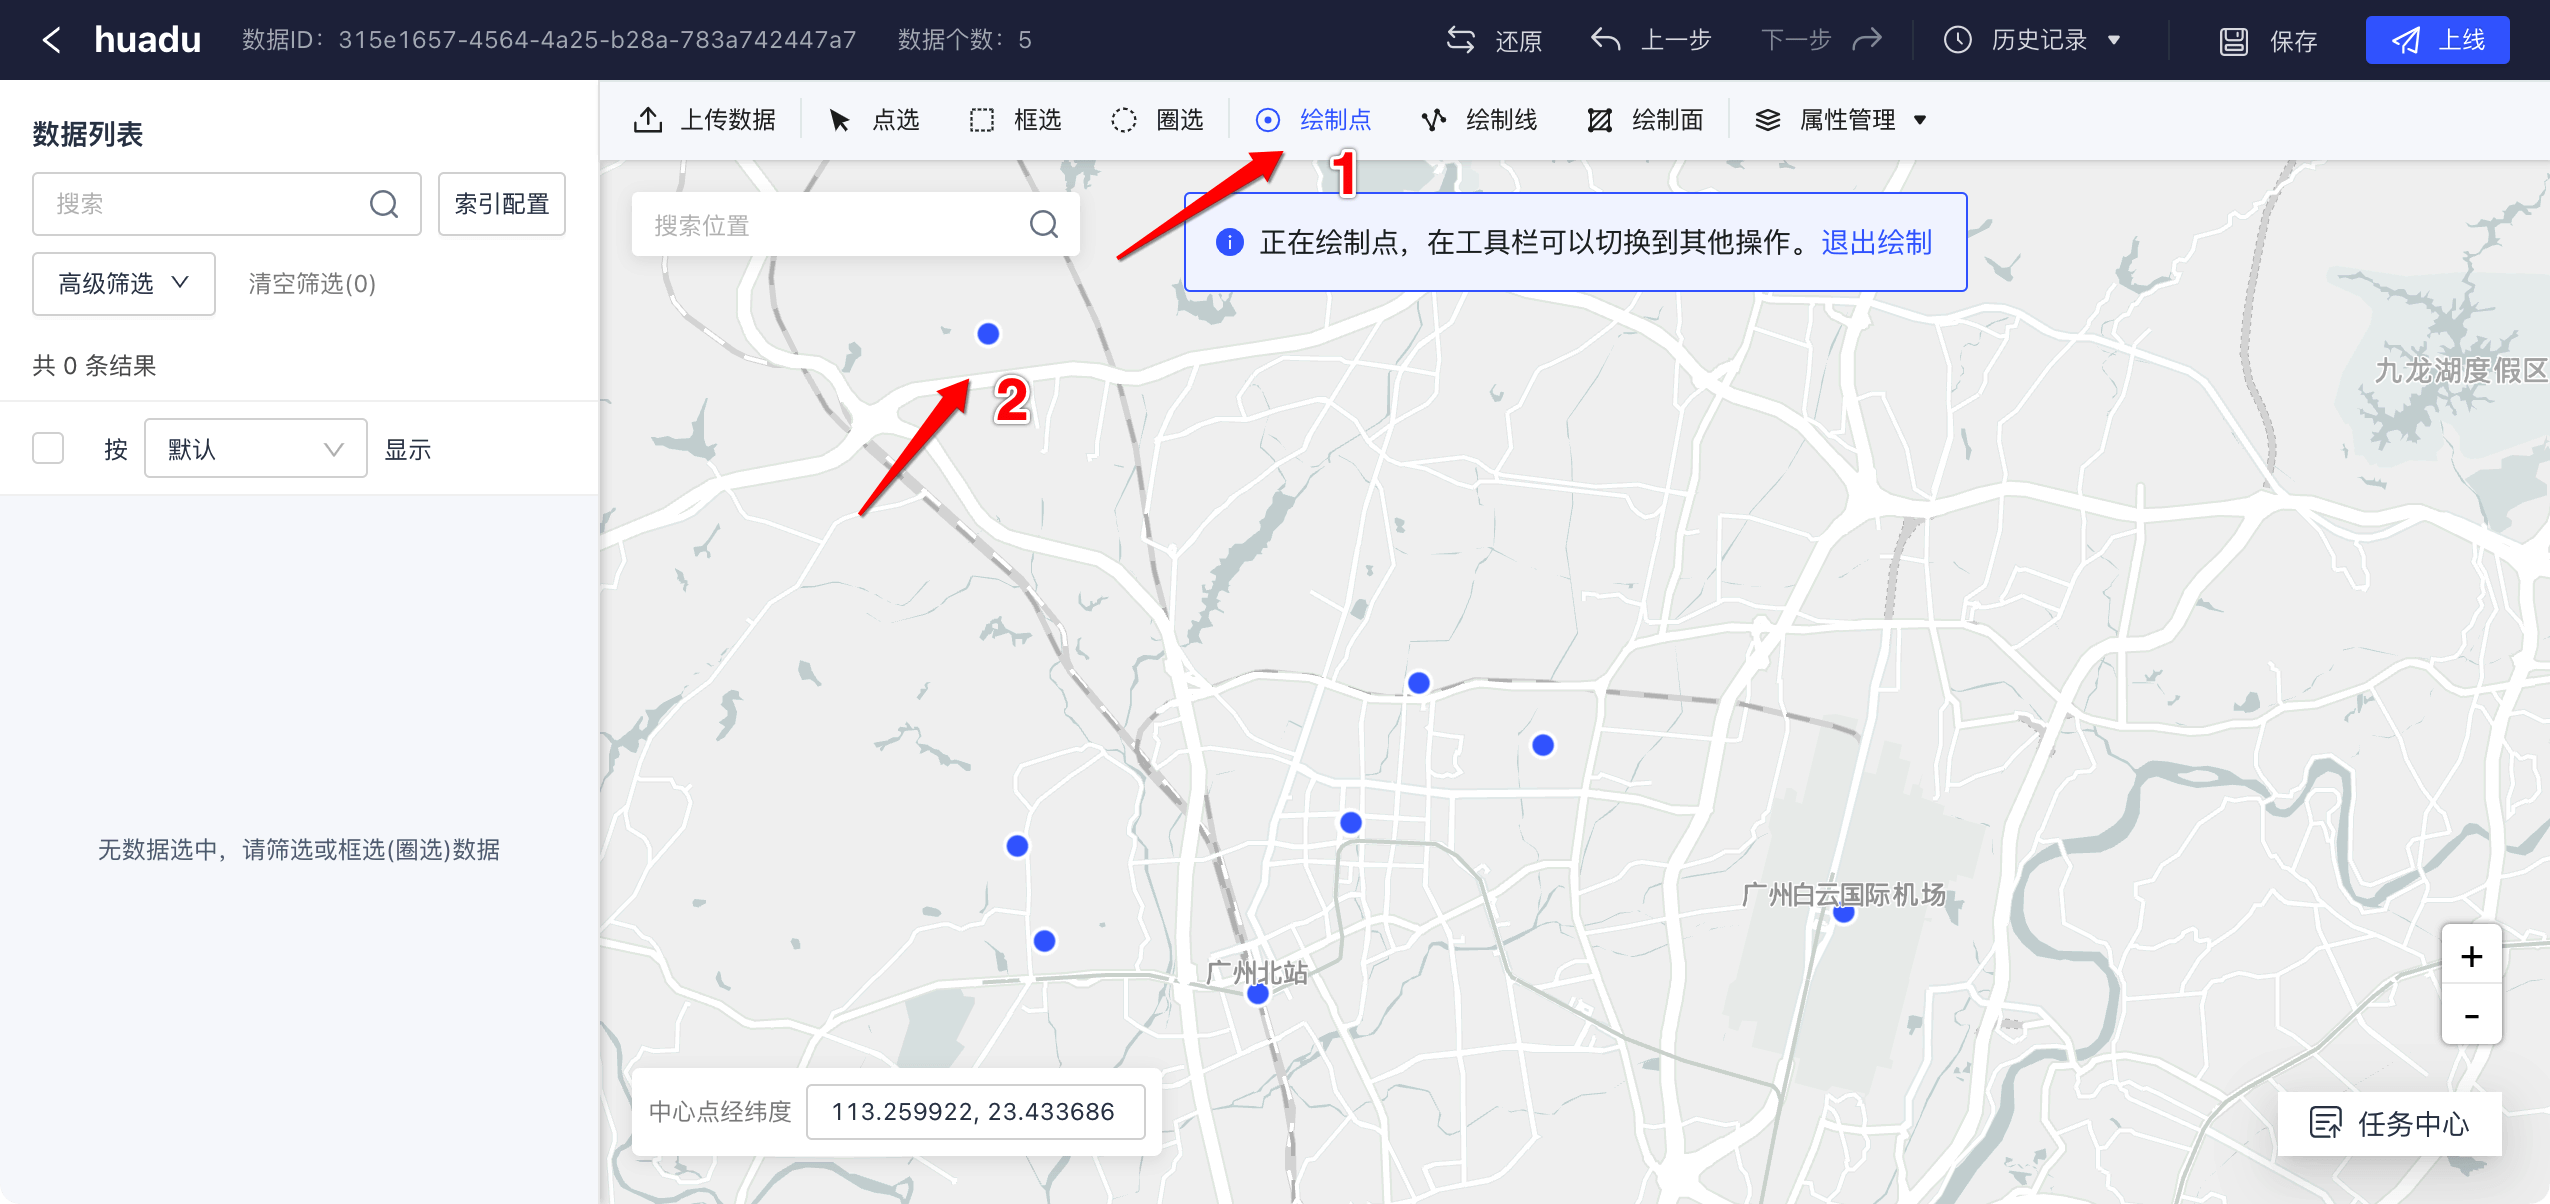 huadu 数据ID：315e1657-4564-4a25-b28a-783a742447a7 数据个数：5 还原 上一步 下一步 历史记录 保存 上线
上传数据 点选 框选 圈选 绘制点 绘制线 绘制面 属性管理
数据列表
搜索 索引配置
高级筛选 清空筛选(0)
共 0 条结果
按 默认 显示
无数据选中，请筛选或框选(圈选)数据
搜索位置
1
正在绘制点，在工具栏可以切换到其他操作。退出绘制
2
九龙湖度假区
广州白云国际机场
广州北站
+
-
中心点经纬度 113.259922, 23.433686
任务中心